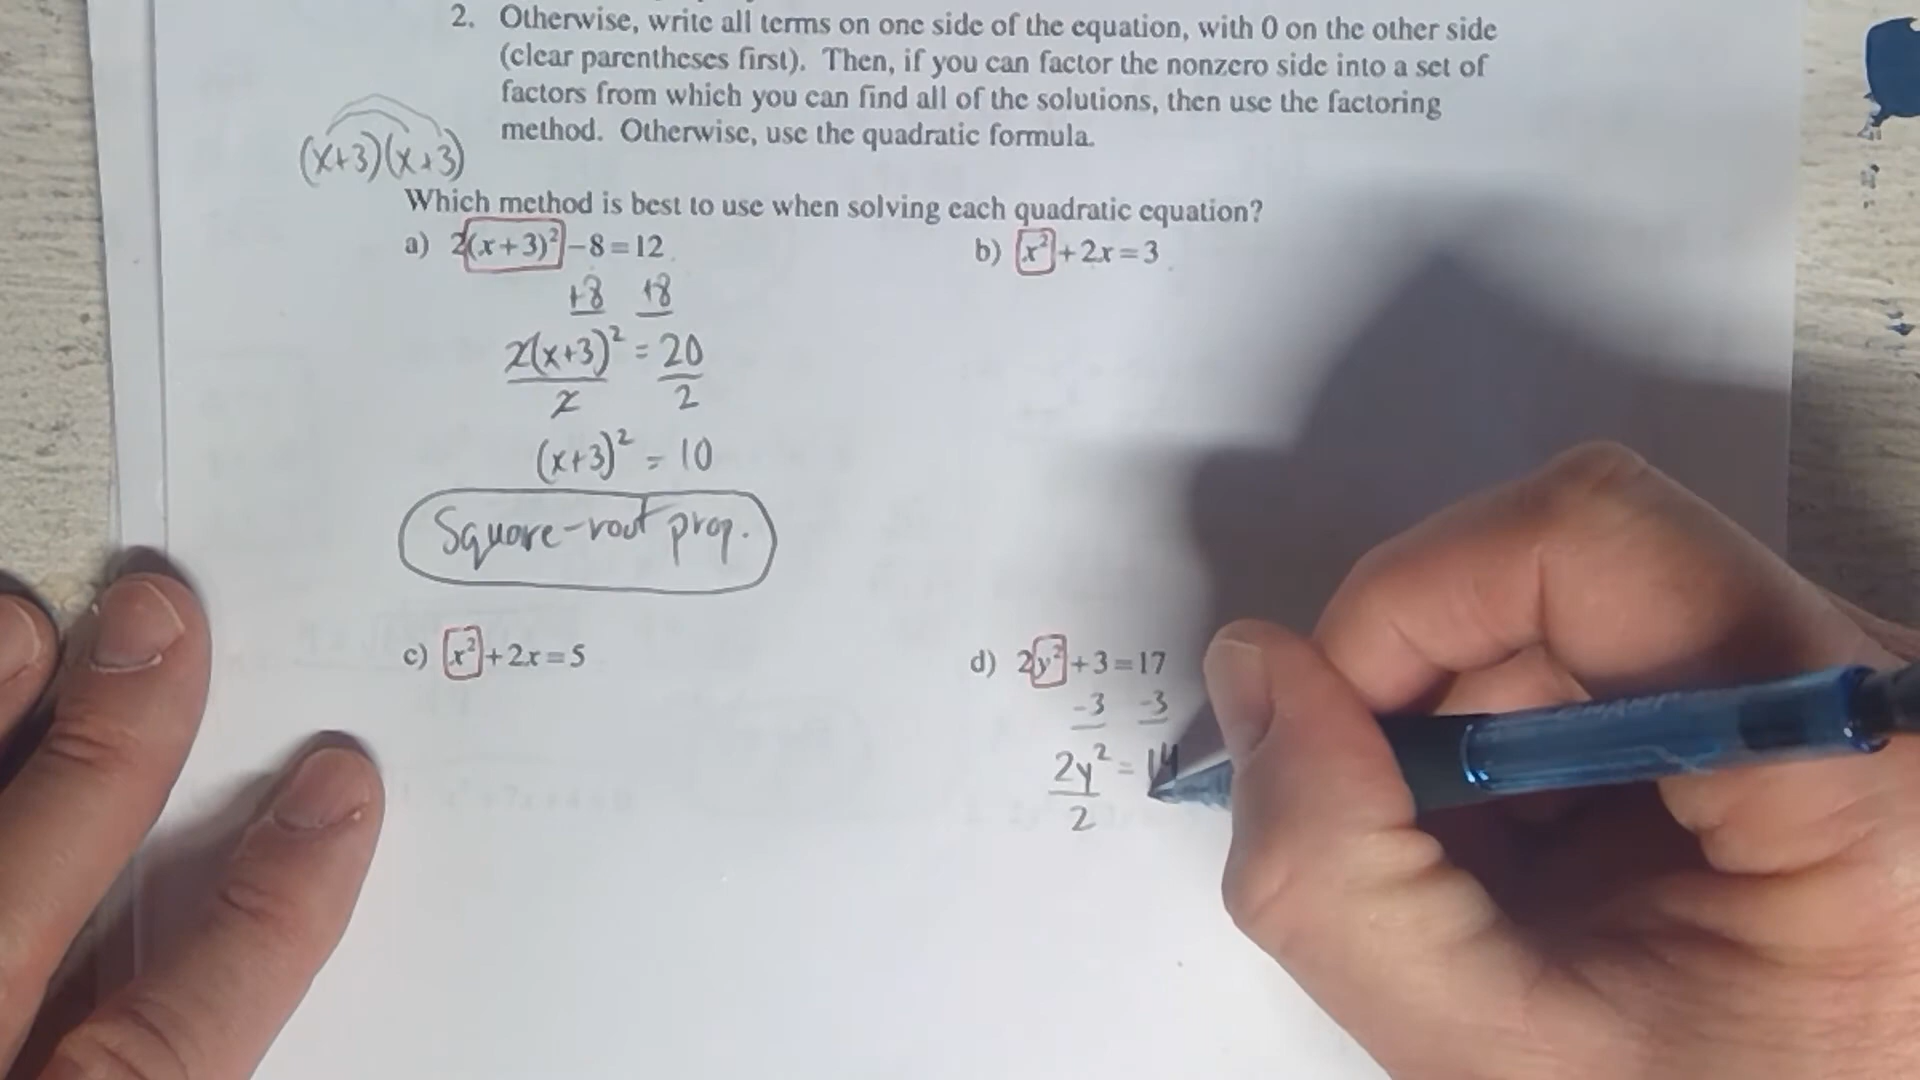 2. Otherwise, write all terms on one side of the equation, with 0 on the other side
(clear parentheses first). Then, if you can factor the nonzero side into a set of
factors from which you can find all of the solutions, then use the factoring
method. Otherwise, use the quadratic formula.
(x+3)(x+3)
Which method is best to use when solving each quadratic equation?
a) 2(x+3)²-8=12
+8 +8
2(x+3)² = 20
2 2
(x+3)² = 10
Square-root prop.
b) x²+2x=3
c) x²+2x=5
d) 2y²+3=17
-3 -3
2y² = 14
2